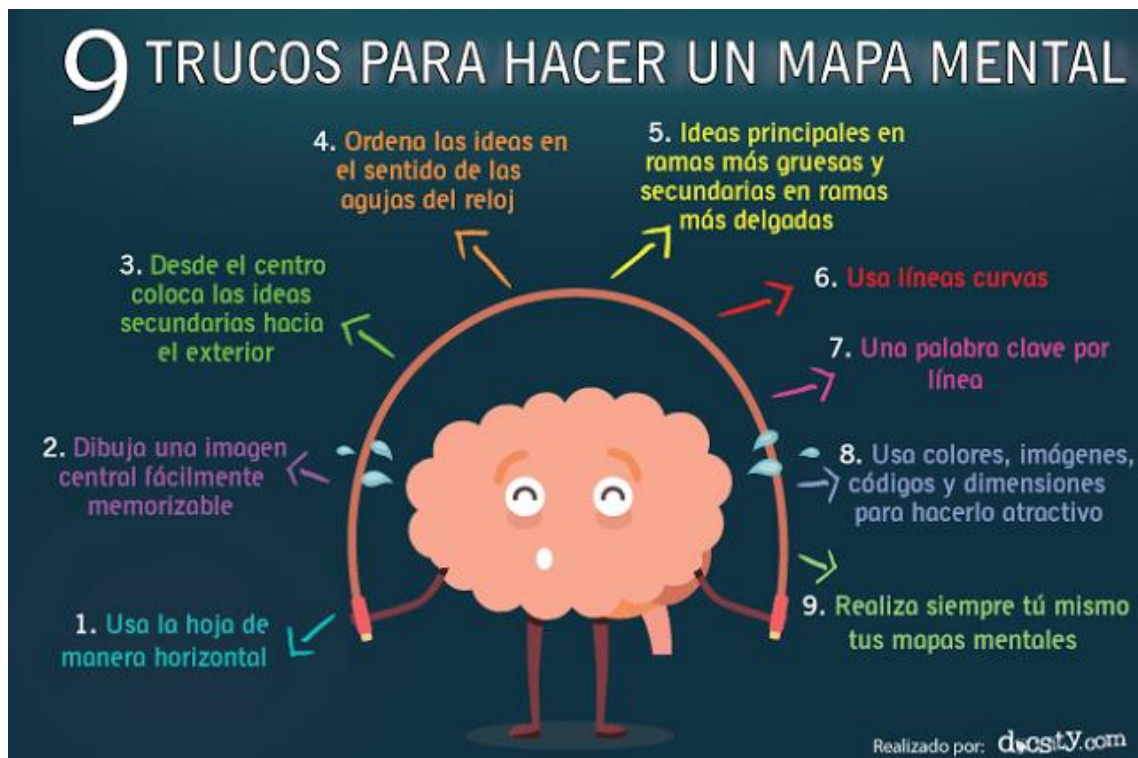 9 TRUCOS PARA HACER UN MAPA MENTAL
1. Usa la hoja de
manera horizontal
2. Dibuja una imagen
central fácilmente
memorizable
3. Desde el centro
coloca las ideas
secundarias hacia
el exterior
4. Ordena las ideas en
el sentido de las
agujas del reloj
5. Ideas principales en
ramas más gruesas y
secundarias en ramas
más delgadas
6. Usa líneas curvas
7. Una palabra clave por
línea
8. Usa colores, imágenes,
códigos y dimensiones
para hacerlo atractivo
9. Realiza siempre tú mismo
tus mapas mentales
Realizado por: docsity.com